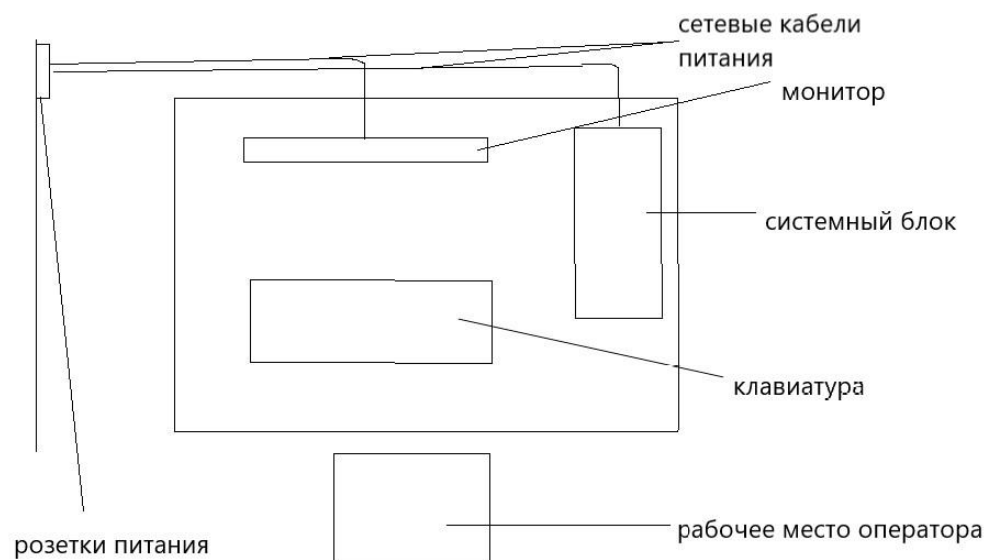 сетевые кабели
питания
монитор
системный блок
клавиатура
рабочее место оператора
розетки питания